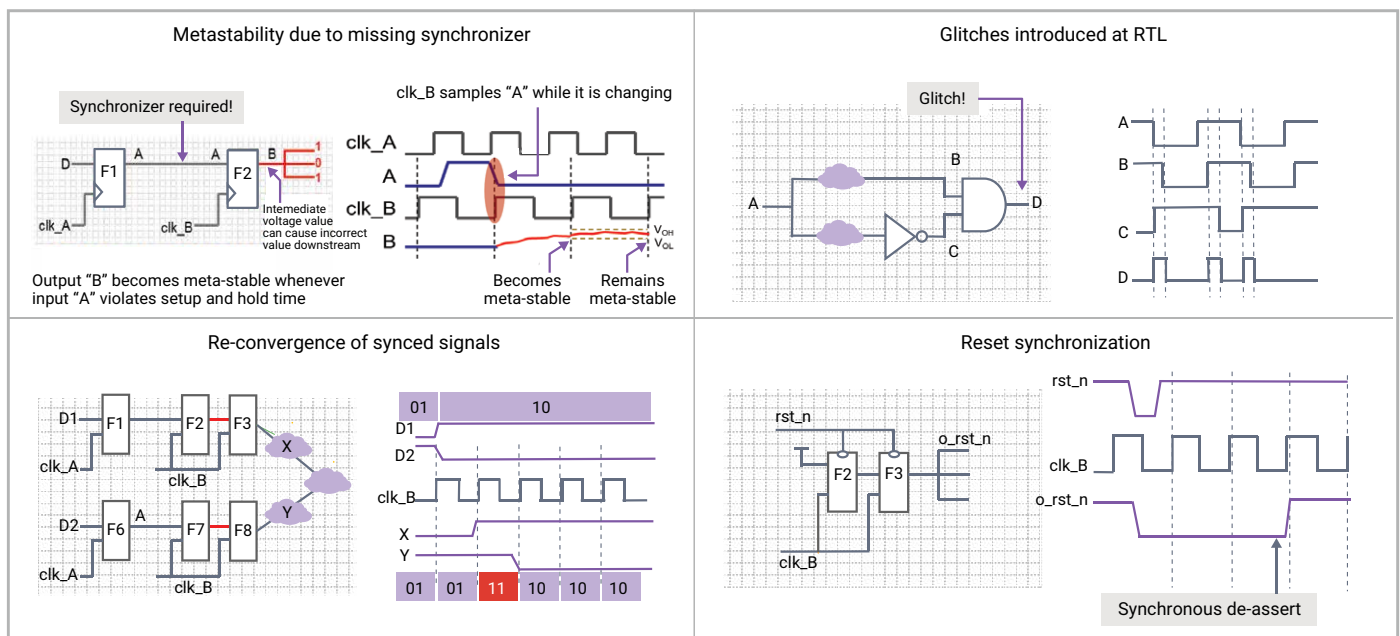 Metastability due to missing synchronizer
Synchronizer required!
clk_B samples “A” while it is changing
D
F1
A
A
F2
B
1
0
1
clk_A
clk_B
Intemediate
voltage value
can cause incorrect
value downstream
clk_A
A
clk_B
B
VOH
VOL
Output “B” becomes meta-stable whenever
input “A” violates setup and hold time
Becomes
meta-stable
Remains
meta-stable
Glitches introduced at RTL
Glitch!
A
B
C
D
A
B
C
D
Re-convergence of synced signals
D1
F1
F2
F3
clk_A
clk_B
X
Y
D2
F6
A
F7
F8
clk_A
clk_B
01
10
D1
D2
clk_B
X
Y
01
01
11
10
10
10
Reset synchronization
rst_n
F2
F3
o_rst_n
clk_B
rst_n
clk_B
o_rst_n
Synchronous de-assert